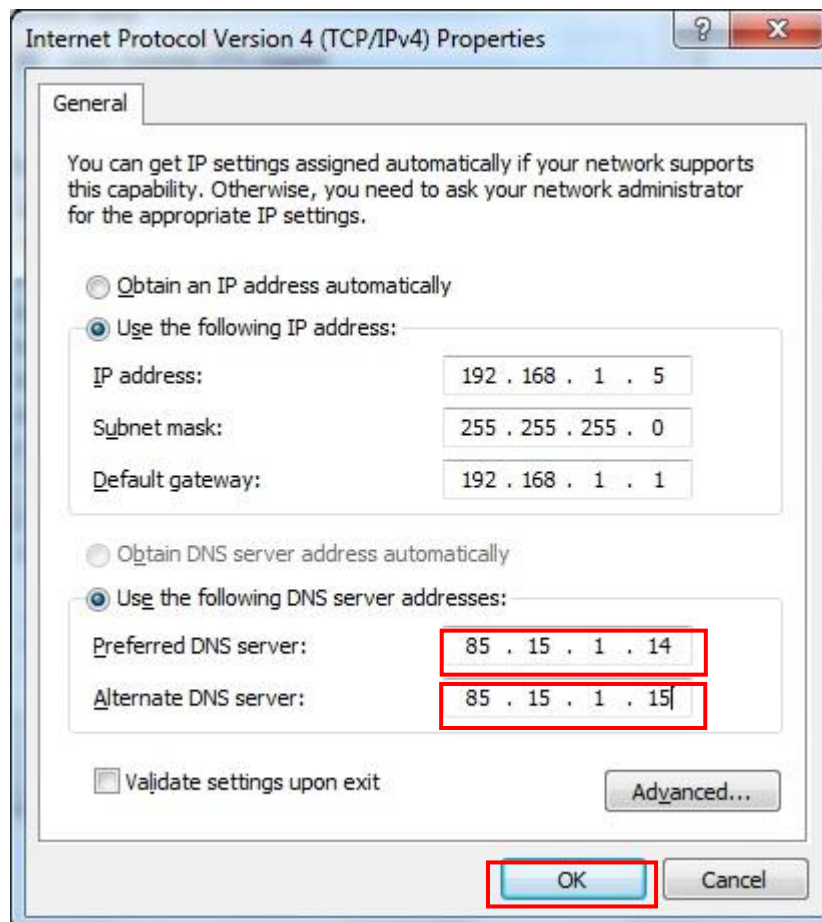 Internet Protocol Version 4 (TCP/IPv4) Properties
General
You can get IP settings assigned automatically if your network supports
this capability. Otherwise, you need to ask your network administrator
for the appropriate IP settings.
Obtain an IP address automatically
Use the following IP address:
IP address: 192 . 168 . 1 . 5
Subnet mask: 255 . 255 . 255 . 0
Default gateway: 192 . 168 . 1 . 1
Obtain DNS server address automatically
Use the following DNS server addresses:
Preferred DNS server: 85 . 15 . 1 . 14
Alternate DNS server: 85 . 15 . 1 . 15
Validate settings upon exit
Advanced...
OK Cancel